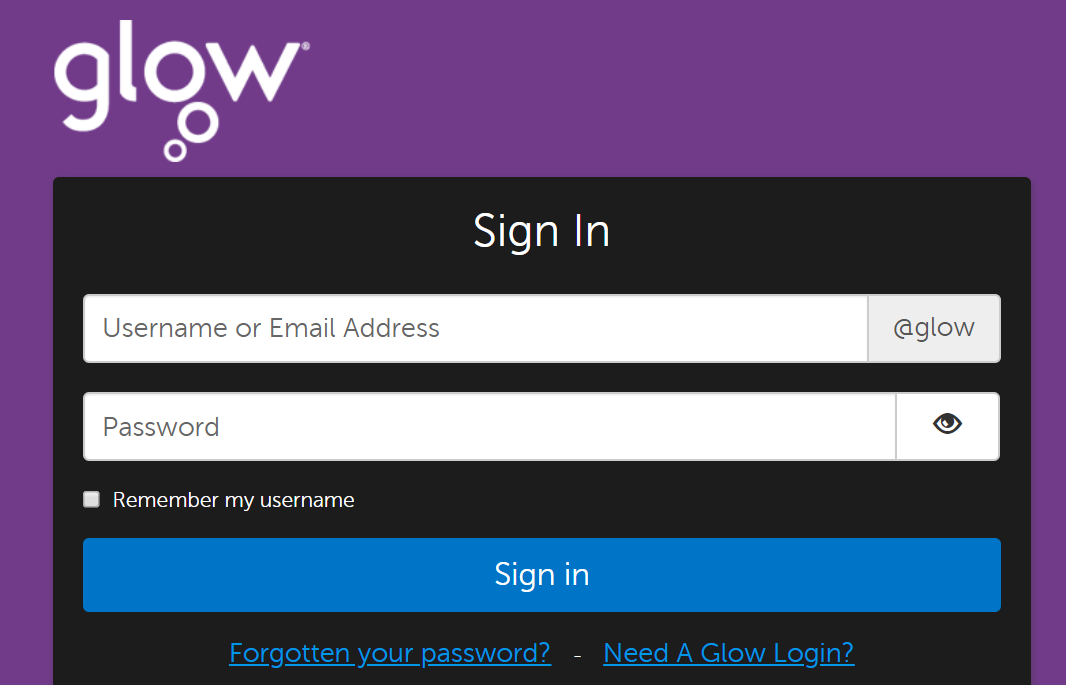 glow®
Sign In
Username or Email Address @glow
Password
Remember my username
Sign in
Forgotten your password? - Need A Glow Login?